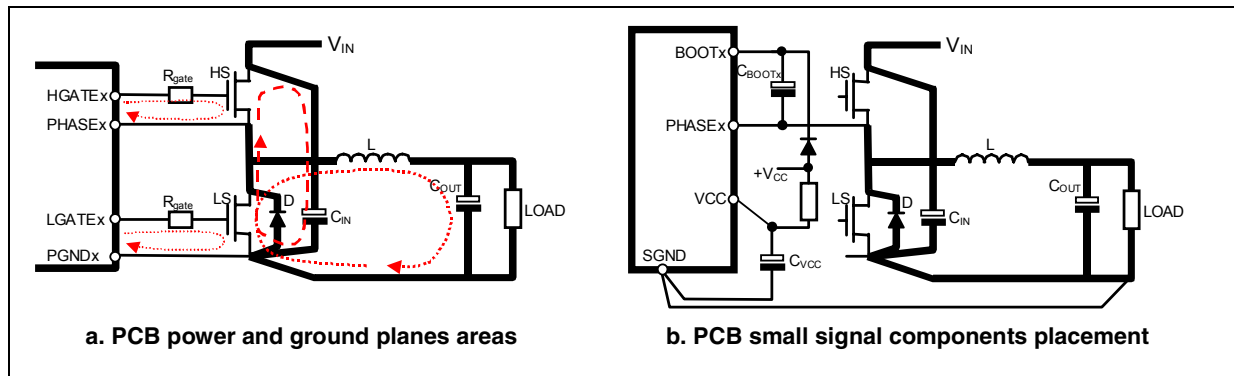 VIN
HS
Rgate
HGATEx
PHASEx
L
COUT
LOAD
Rgate
LS
D
CIN
LGATEx
PGNDx
a. PCB power and ground planes areas
VIN
BOOTx
HS
CBOOTx
PHASEx
L
+VCC
COUT
LOAD
VCC
LS
D
CIN
SGND
CVCC
b. PCB small signal components placement